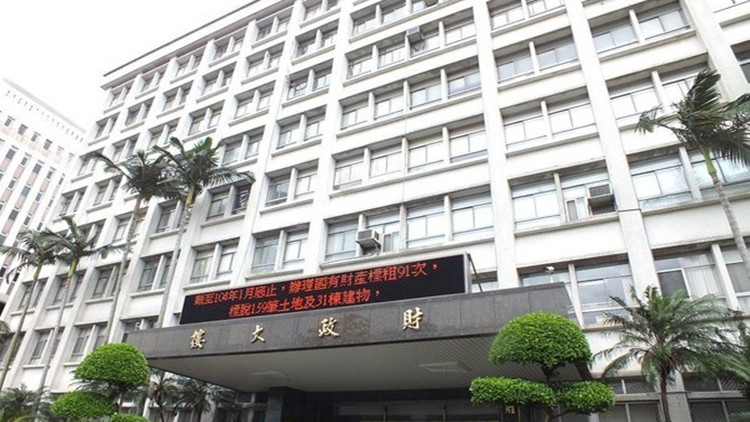 截至104年1月底止，辦理國有財產標租91次，
標脫159筆土地及31棟建物，
財政大樓
財